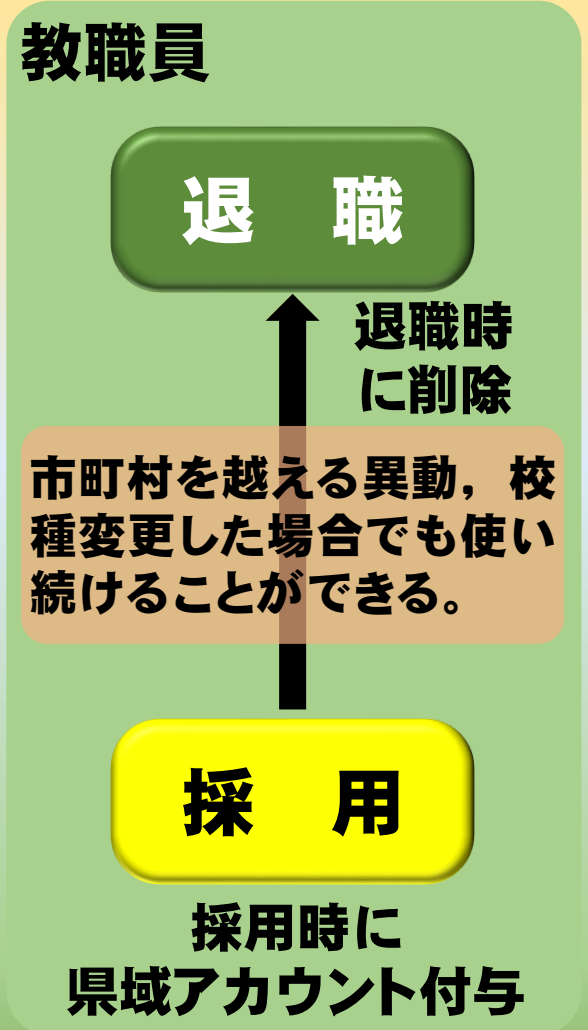 教職員
退　職
退職時
に削除
市町村を越える異動，校
種変更した場合でも使い
続けることができる。
採　用
採用時に
県域アカウント付与